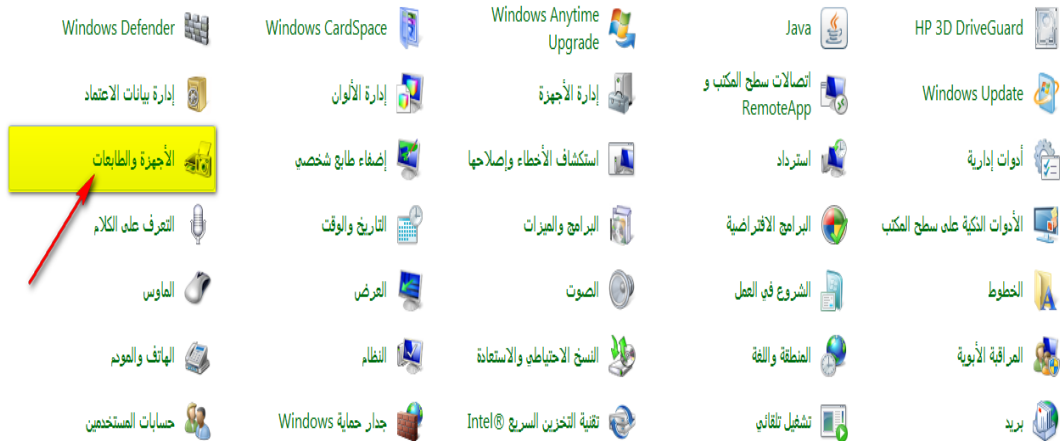 HP 3D DriveGuard
Java
Windows Anytime
Upgrade
Windows CardSpace
Windows Defender
Windows Update
اتصالات سطح المكتب و
RemoteApp
إدارة الأجهزة
إدارة الألوان
إدارة بيانات الاعتماد
أدوات إدارية
استرداد
استكشاف الأخطاء وإصلاحها
إضفاء طابع شخصي
الأجهزة والطابعات
الأدوات الذكية على سطح المكتب
البرامج الافتراضية
البرامج والميزات
التاريخ والوقت
التعرف على الكلام
الخطوط
الشروع في العمل
الصوت
العرض
الماوس
المراقبة الأبوية
المنطقة واللغة
النسخ الاحتياطي والاستعادة
النظام
الهاتف والمودم
بريد
تشغيل تلقائي
تقنية التخزين السريع Intel®
جدار حماية Windows
حسابات المستخدمين